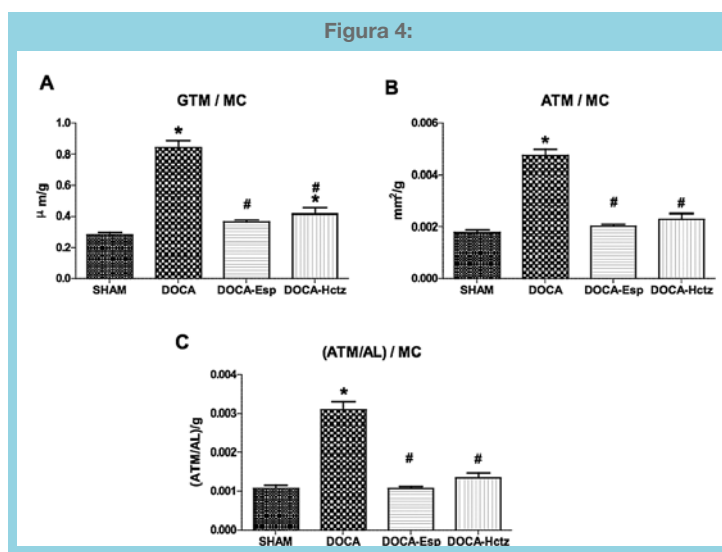 Figura 4:
A
GTM / MC
µ m/g
1.0
0.8
0.6
0.4
0.2
0.0
*
#
#
*
SHAM DOCA DOCA-Esp DOCA-Hctz
B
ATM / MC
mm²/g
0.006
0.004
0.002
0.000
*
#
#
SHAM DOCA DOCA-Esp DOCA-Hctz
C
(ATM/AL) / MC
(ATM/AL)/g
0.004
0.003
0.002
0.001
0.000
*
#
#
SHAM DOCA DOCA-Esp DOCA-Hctz